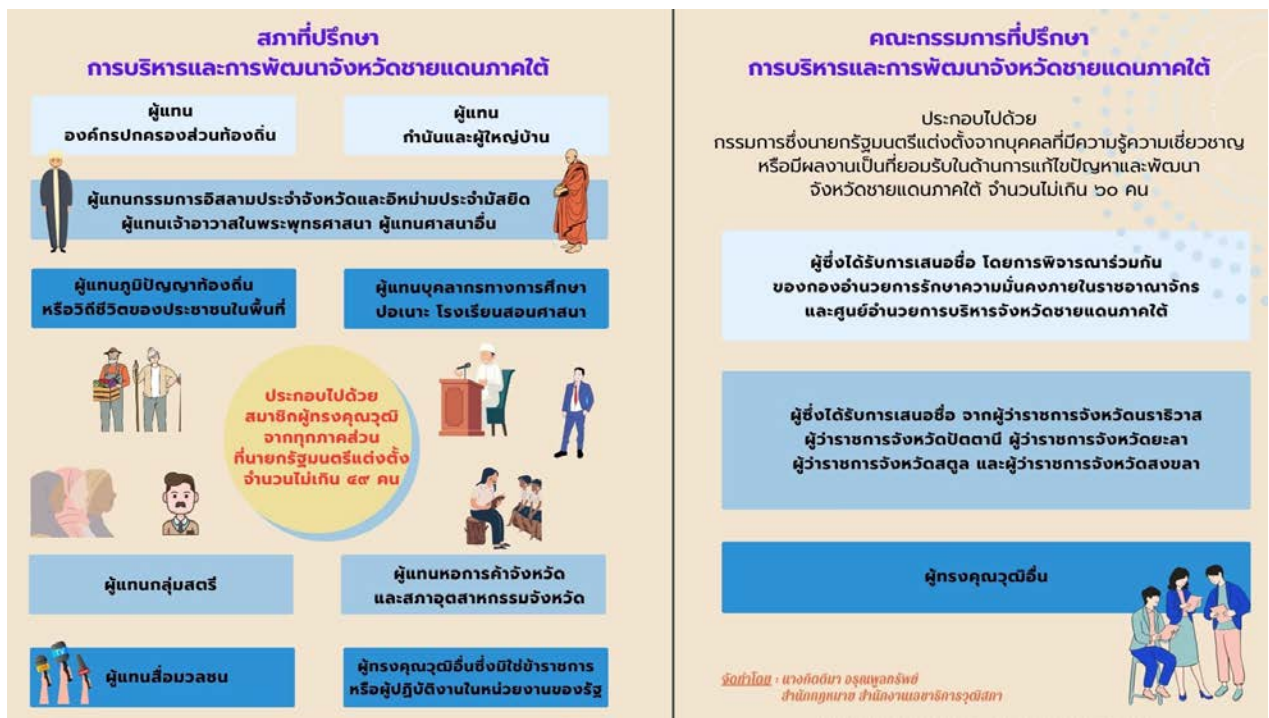 สภาที่ปรึกษา
การบริหารและการพัฒนาจังหวัดชายแดนภาคใต้
ผู้แทน
องค์กรปกครองส่วนท้องถิ่น
ผู้แทน
กำนันและผู้ใหญ่บ้าน
ผู้แทนกรรมการอิสลามประจำจังหวัดและอิหม่ามประจำมัสยิด
ผู้แทนเจ้าอาวาสในพระพุทธศาสนา ผู้แทนศาสนาอื่น
ผู้แทนภูมิปัญญาท้องถิ่น
หรือวิถีชีวิตของประชาชนในพื้นที่
ผู้แทนบุคลากรทางการศึกษา
ปอเนาะ โรงเรียนสอนศาสนา
ประกอบไปด้วย
สมาชิกผู้ทรงคุณวุฒิ
จากทุกภาคส่วน
ที่นายกรัฐมนตรีแต่งตั้ง
จำนวนไม่เกิน ๔๙ คน
ผู้แทนกลุ่มสตรี
ผู้แทนหอการค้าจังหวัด
และสภาอุตสาหกรรมจังหวัด
TV
ผู้แทนสื่อมวลชน
ผู้ทรงคุณวุฒิอื่นซึ่งมิใช่ข้าราชการ
หรือผู้ปฏิบัติงานในหน่วยงานของรัฐ
คณะกรรมการที่ปรึกษา
การบริหารและการพัฒนาจังหวัดชายแดนภาคใต้
ประกอบไปด้วย
กรรมการซึ่งนายกรัฐมนตรีแต่งตั้งจากบุคคลที่มีความรู้ความเชี่ยวชาญ
หรือมีผลงานเป็นที่ยอมรับในด้านการแก้ไขปัญหาและพัฒนา
จังหวัดชายแดนภาคใต้ จำนวนไม่เกิน ๖๐ คน
ผู้ซึ่งได้รับการเสนอชื่อ โดยการพิจารณาร่วมกัน
ของกองอำนวยการรักษาความมั่นคงภายในราชอาณาจักร
และศูนย์อำนวยการบริหารจังหวัดชายแดนภาคใต้
ผู้ซึ่งได้รับการเสนอชื่อ จากผู้ว่าราชการจังหวัดนราธิวาส
ผู้ว่าราชการจังหวัดปัตตานี ผู้ว่าราชการจังหวัดยะลา
ผู้ว่าราชการจังหวัดสตูล และผู้ว่าราชการจังหวัดสงขลา
ผู้ทรงคุณวุฒิอื่น
จัดทำโดย : นางกิตติมา อรุณพูลทรัพย์
สำนักกฎหมาย สำนักงานเลขาธิการวุฒิสภา